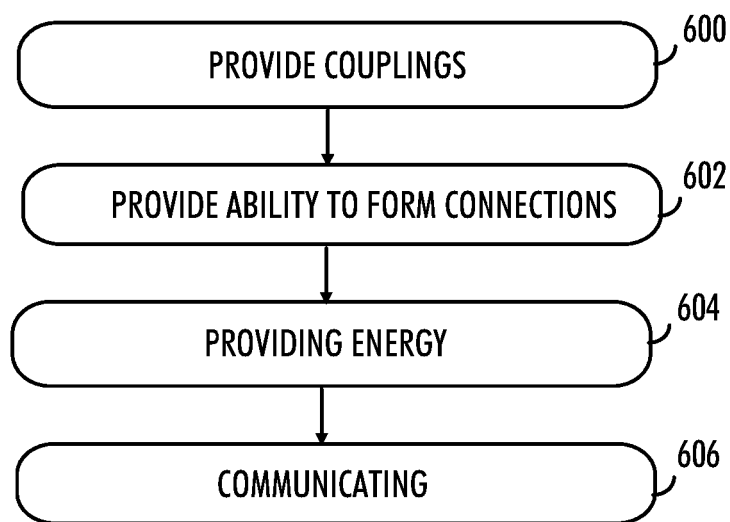 600
PROVIDE COUPLINGS
602
PROVIDE ABILITY TO FORM CONNECTIONS
604
PROVIDING ENERGY
606
COMMUNICATING